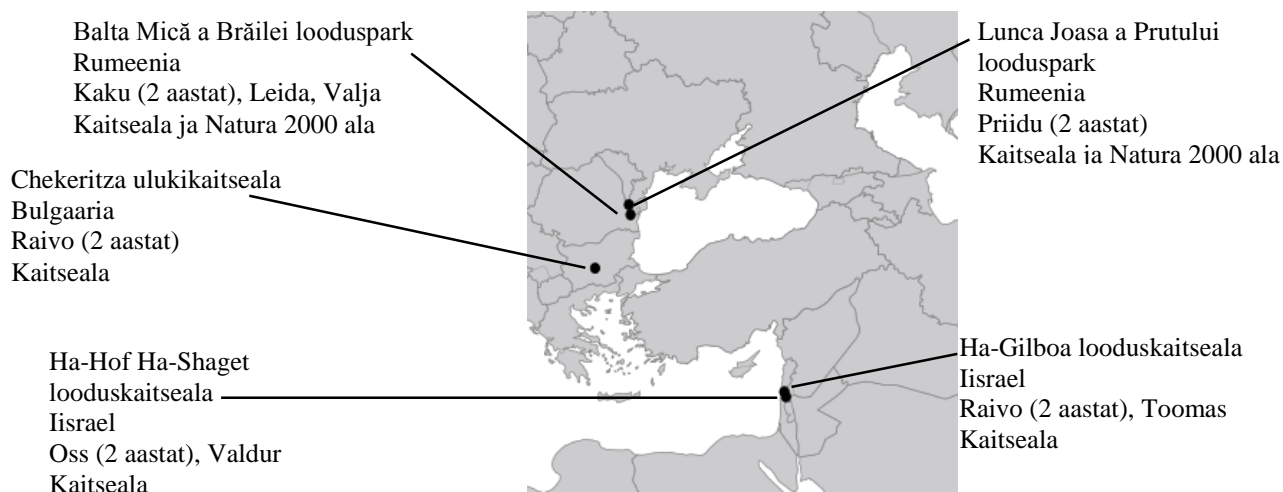 Balta Mică a Brăilei looduspark
Rumeenia
Kaku (2 aastat), Leida, Valja
Kaitseala ja Natura 2000 ala
Lunca Joasa a Prutului
looduspark
Rumeenia
Priidu (2 aastat)
Kaitseala ja Natura 2000 ala
Chekeritza ulukikaitseala
Bulgaaria
Raivo (2 aastat)
Kaitseala
Ha-Hof Ha-Shaget
looduskaitseala
Iisrael
Oss (2 aastat), Valdur
Kaitseala
Ha-Gilboa looduskaitseala
Iisrael
Raivo (2 aastat), Toomas
Kaitseala